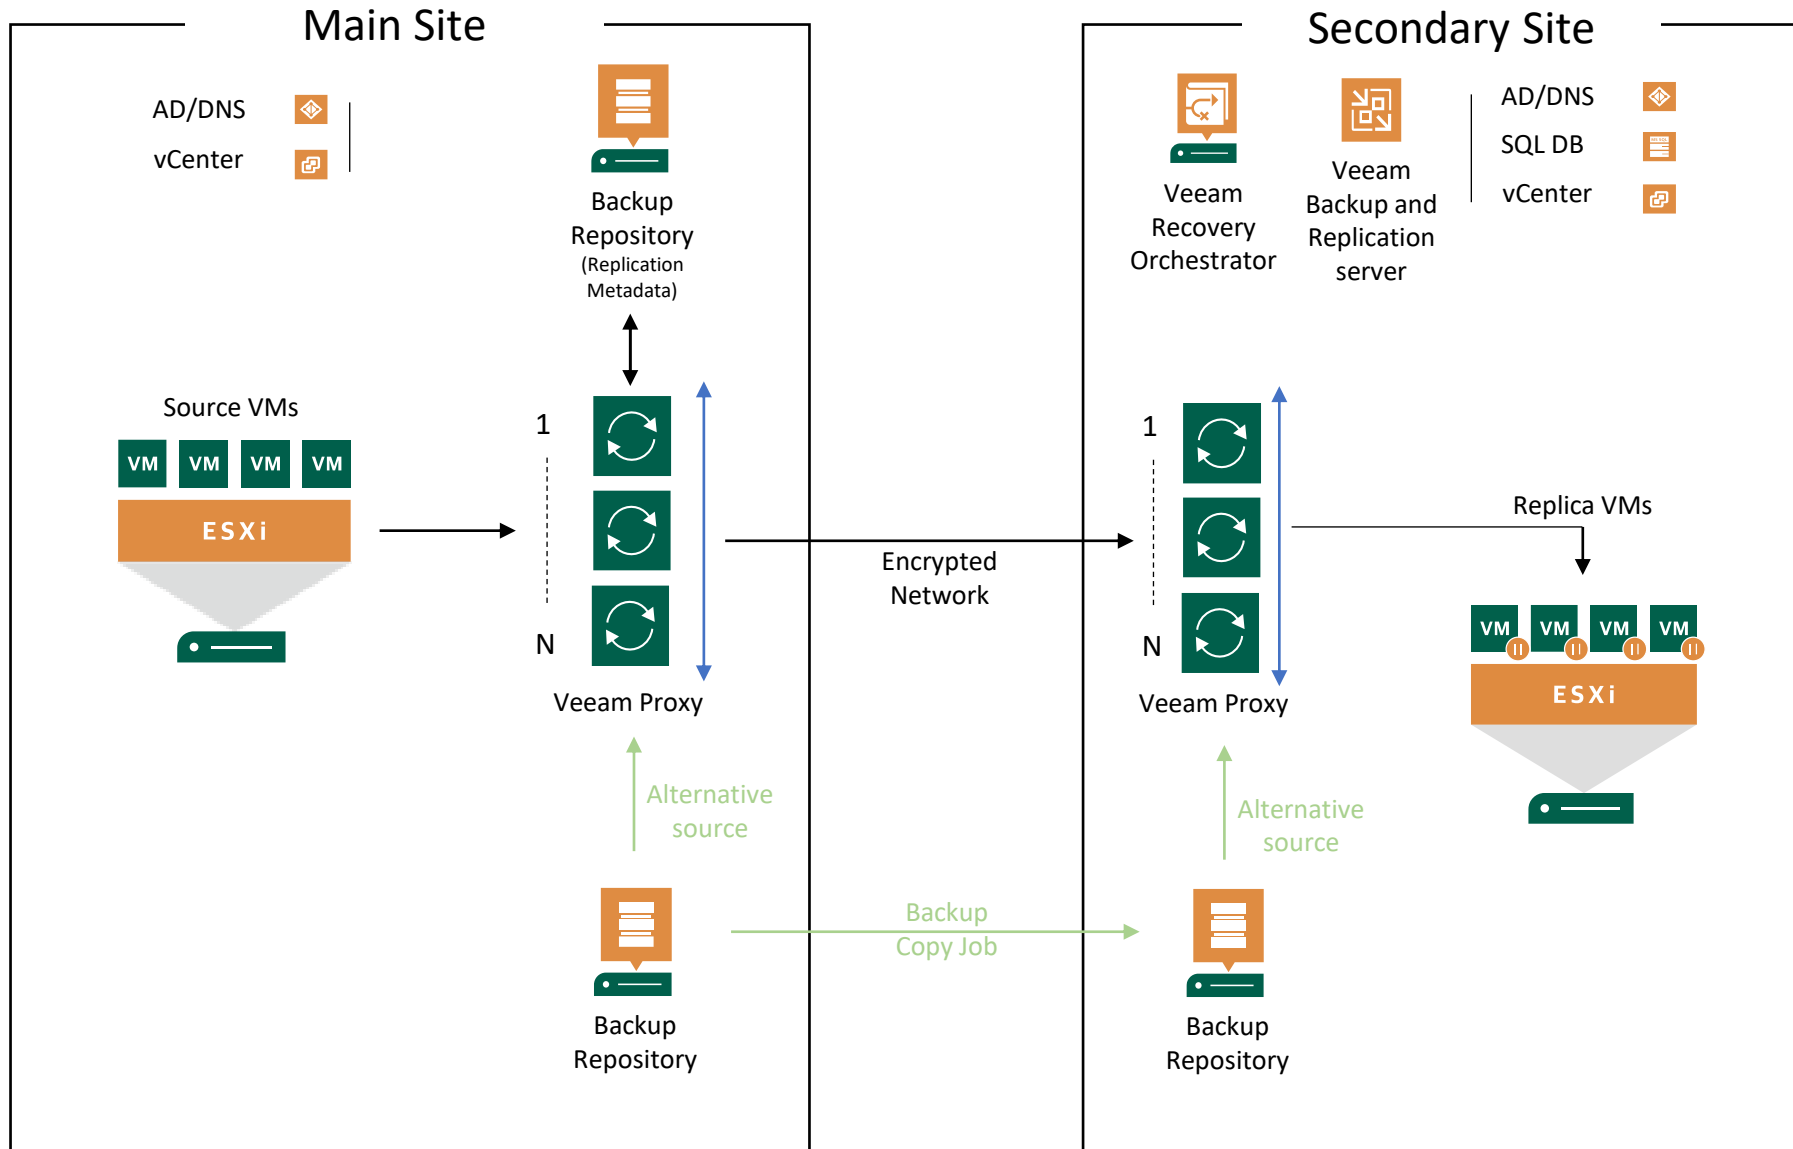 Main Site
AD/DNS
vCenter
Backup
Repository
(Replication
Metadada)
Source VMs
VM VM VM VM
ESXi
1
N
Veeam Proxy
Alternative
source
Backup
Repository
Encrypted
Network
Backup
Copy Job
Secondary Site
Veeam
Recovery
Orchestrator
Veeam
Backup and
Replication
server
AD/DNS
SQL DB
vCenter
1
N
Veeam Proxy
Replica VMs
VM VM VM VM
ESXi
Alternative
source
Backup
Repository